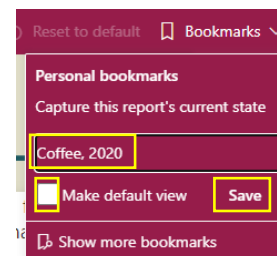 Reset to default Bookmarks
Personal bookmarks
Capture this report's current state
Coffee, 2020
Make default view Save
Show more bookmarks